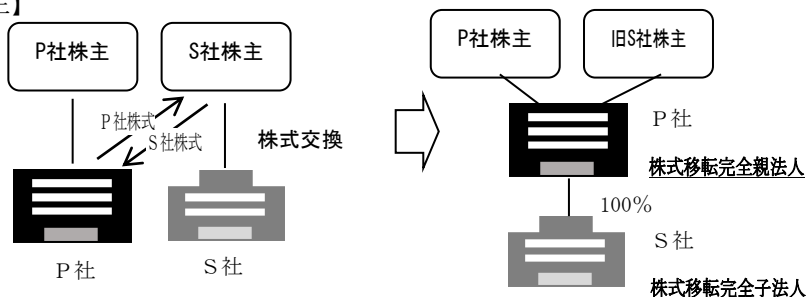 主】
P社株主
S社株主
P社株式
S社株式
株式交換
P社
S社
P社株主
旧S社株主
P社
株式移転完全親法人
100%
S社
株式移転完全子法人